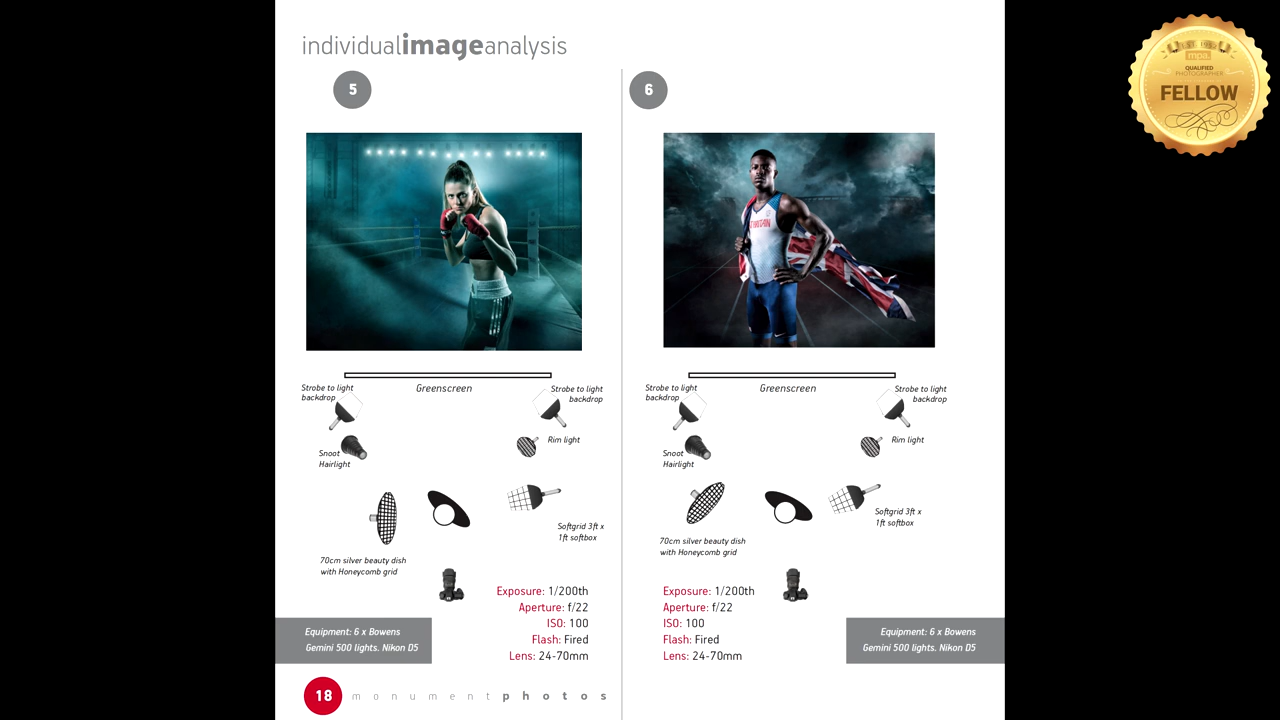 individualimageanalysis
5
6
BRITAIN
Greenscreen
Strobe to light
backdrop
Strobe to light
backdrop
Snoot
Hairlight
Rim light
Softgrid 3ft x
1ft softbox
70cm silver beauty dish
with Honeycomb grid
Exposure: 1/200th
Aperture: f/22
ISO: 100
Flash: Fired
Lens: 24-70mm
Equipment: 6 x Bowens
Gemini 500 lights. Nikon D5
Greenscreen
Strobe to light
backdrop
Strobe to light
backdrop
Snoot
Hairlight
Rim light
Softgrid 3ft x
1ft softbox
70cm silver beauty dish
with Honeycomb grid
Exposure: 1/200th
Aperture: f/22
ISO: 100
Flash: Fired
Lens: 24-70mm
Equipment: 6 x Bowens
Gemini 500 lights. Nikon D5
18
monumentphotos
EST. 1952
mpa
QUALIFIED
PHOTOGRAPHER
FELLOW